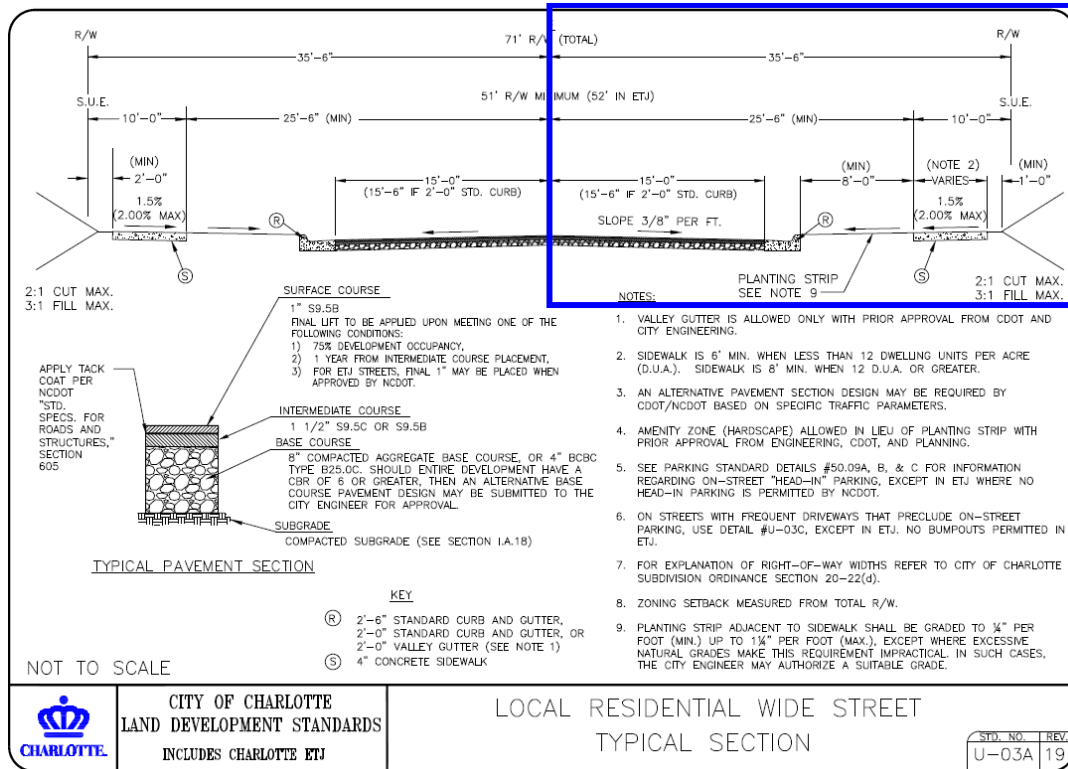 R/W
71' R/W (TOTAL)
R/W
35'-6"
35'-6"
S.U.E.
51' R/W MINIMUM (52' IN ETJ)
S.U.E.
10'-0"
25'-6" (MIN)
25'-6" (MIN)
10'-0"
(MIN)
2'-0"
15'-0"
(15'-6" IF 2'-0" STD. CURB)
15'-0"
(15'-6" IF 2'-0" STD. CURB)
(MIN)
8'-0"
(NOTE 2)
VARIES
(MIN)
1'-0"
1.5%
(2.00% MAX)
R
SLOPE 3/8" PER FT.
R
1.5%
(2.00% MAX)
S
S
2:1 CUT MAX.
3:1 FILL MAX.
PLANTING STRIP
SEE NOTE 9
2:1 CUT MAX.
3:1 FILL MAX.
SURFACE COURSE
1" S9.5B
FINAL LIFT TO BE APPLIED UPON MEETING ONE OF THE
FOLLOWING CONDITIONS:
1) 75% DEVELOPMENT OCCUPANCY,
2) 1 YEAR FROM INTERMEDIATE COURSE PLACEMENT,
3) FOR ETJ STREETS, FINAL 1" MAY BE PLACED WHEN
APPROVED BY NCDOT.
APPLY TACK
COAT PER
NCDOT
"STD.
SPECS. FOR
ROADS AND
STRUCTURES,"
SECTION
605
INTERMEDIATE COURSE
1 1/2" S9.5C OR S9.5B
BASE COURSE
8" COMPACTED AGGREGATE BASE COURSE, OR 4" BCBC
TYPE B25.0C. SHOULD ENTIRE DEVELOPMENT HAVE A
CBR OF 6 OR GREATER, THEN AN ALTERNATIVE BASE
COURSE PAVEMENT DESIGN MAY BE SUBMITTED TO THE
CITY ENGINEER FOR APPROVAL.
SUBGRADE
COMPACTED SUBGRADE (SEE SECTION I.A.18)
TYPICAL PAVEMENT SECTION
KEY
R 2'-6" STANDARD CURB AND GUTTER,
2'-0" STANDARD CURB AND GUTTER, OR
2'-0" VALLEY GUTTER (SEE NOTE 1)
S 4" CONCRETE SIDEWALK
NOTES:
1. VALLEY GUTTER IS ALLOWED ONLY WITH PRIOR APPROVAL FROM CDOT AND
CITY ENGINEERING.
2. SIDEWALK IS 6' MIN. WHEN LESS THAN 12 DWELLING UNITS PER ACRE
(D.U.A.). SIDEWALK IS 8' MIN. WHEN 12 D.U.A. OR GREATER.
3. AN ALTERNATIVE PAVEMENT SECTION DESIGN MAY BE REQUIRED BY
CDOT/NCDOT BASED ON SPECIFIC TRAFFIC PARAMETERS.
4. AMENITY ZONE (HARDSCAPE) ALLOWED IN LIEU OF PLANTING STRIP WITH
PRIOR APPROVAL FROM ENGINEERING, CDOT, AND PLANNING.
5. SEE PARKING STANDARD DETAILS #50.09A, B, & C FOR INFORMATION
REGARDING ON-STREET "HEAD-IN" PARKING, EXCEPT IN ETJ WHERE NO
HEAD-IN PARKING IS PERMITTED BY NCDOT.
6. ON STREETS WITH FREQUENT DRIVEWAYS THAT PRECLUDE ON-STREET
PARKING, USE DETAIL #U-03C, EXCEPT IN ETJ. NO BUMPOUTS PERMITTED IN
ETJ.
7. FOR EXPLANATION OF RIGHT-OF-WAY WIDTHS REFER TO CITY OF CHARLOTTE
SUBDIVISION ORDINANCE SECTION 20-22(d).
8. ZONING SETBACK MEASURED FROM TOTAL R/W.
9. PLANTING STRIP ADJACENT TO SIDEWALK SHALL BE GRADED TO ¼" PER
FOOT (MIN.) UP TO 1¼" PER FOOT (MAX.), EXCEPT WHERE EXCESSIVE
NATURAL GRADES MAKE THIS REQUIREMENT IMPRACTICAL. IN SUCH CASES,
THE CITY ENGINEER MAY AUTHORIZE A SUITABLE GRADE.
NOT TO SCALE
CHARLOTTE.
CITY OF CHARLOTTE
LAND DEVELOPMENT STANDARDS
INCLUDES CHARLOTTE ETJ
LOCAL RESIDENTIAL WIDE STREET
TYPICAL SECTION
STD. NO. REV.
U-03A 19